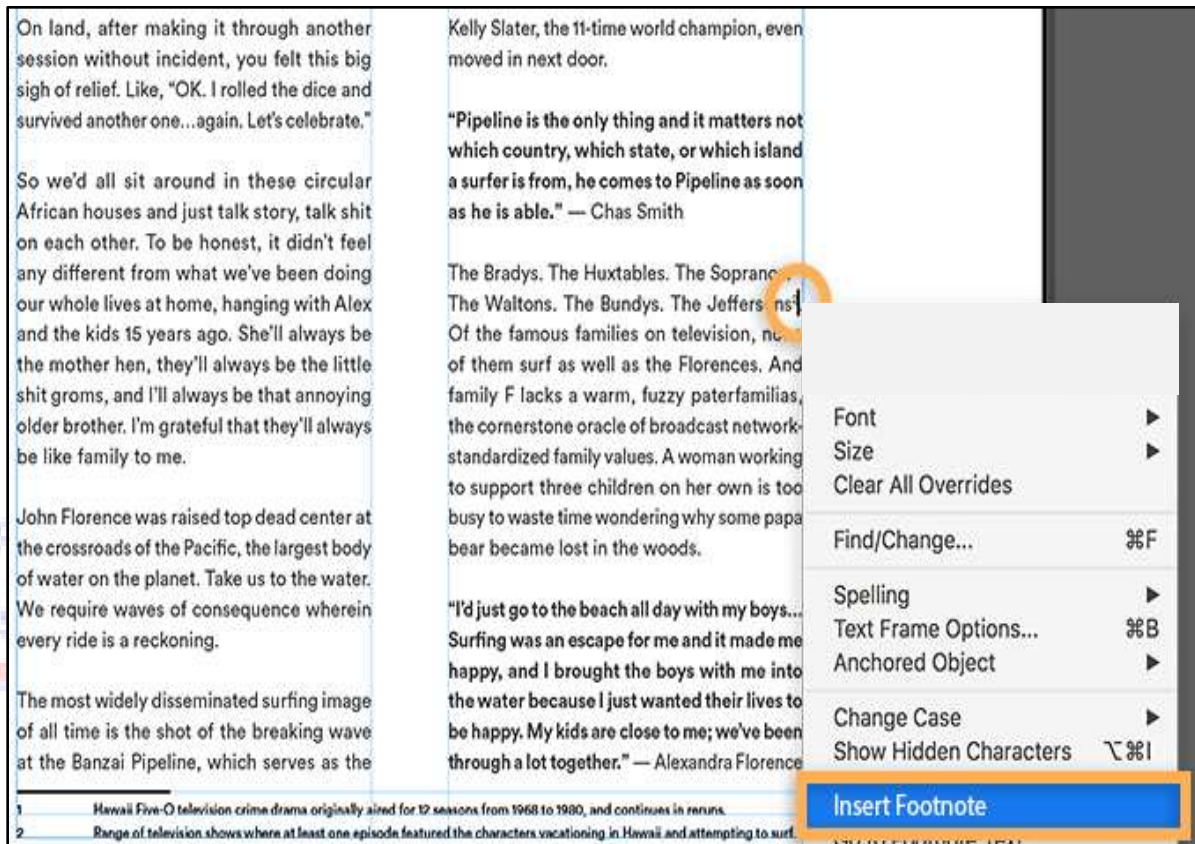 On land, after making it through another
session without incident, you felt this big
sigh of relief. Like, “OK. I rolled the dice and
survived another one...again. Let’s celebrate.”
So we’d all sit around in these circular
African houses and just talk story, talk shit
on each other. To be honest, it didn’t feel
any different from what we’ve been doing
our whole lives at home, hanging with Alex
and the kids 15 years ago. She’ll always be
the mother hen, they’ll always be the little
shit groms, and I’ll always be that annoying
older brother. I’m grateful that they’ll always
be like family to me.
John Florence was raised top dead center at
the crossroads of the Pacific, the largest body
of water on the planet. Take us to the water.
We require waves of consequence wherein
every ride is a reckoning.
The most widely disseminated surfing image
of all time is the shot of the breaking wave
at the Banzai Pipeline, which serves as the
Kelly Slater, the 11-time world champion, even
moved in next door.
“Pipeline is the only thing and it matters not
which country, which state, or which island
a surfer is from, he comes to Pipeline as soon
as he is able.” — Chas Smith
The Bradys. The Huxtables. The
The Waltons. The Bundys. The
Of the famous families on television,
of them surf as well as the Florences. And
family F lacks a warm, fuzzy paterfamilias,
the cornerstone oracle of broadcast network-
standardized family values. A woman working
to support three children on her own is too
busy to waste time wondering why some papa
bear became lost in the woods.
“I’d just go to the beach all day with my boys...
Surfing was an escape for me and it made me
happy, and I brought the boys with me into
the water because I just wanted their lives to
be happy. My kids are close to me; we’ve been
through a lot together.” — Alexandra Florence
1 Hawaii Five-O television crime drama originally aired for 12 seasons from 1968 to 1980, and continues in reruns.
2 Range of television shows where at least one episode featured the characters vacationing in Hawaii and attempting to surf.
Font
Size
Clear All Overrides
Find/Change... ⌘F
Spelling
Text Frame Options... ⌘B
Anchored Object
Change Case
Show Hidden Characters ⌥⌘I
Insert Footnote